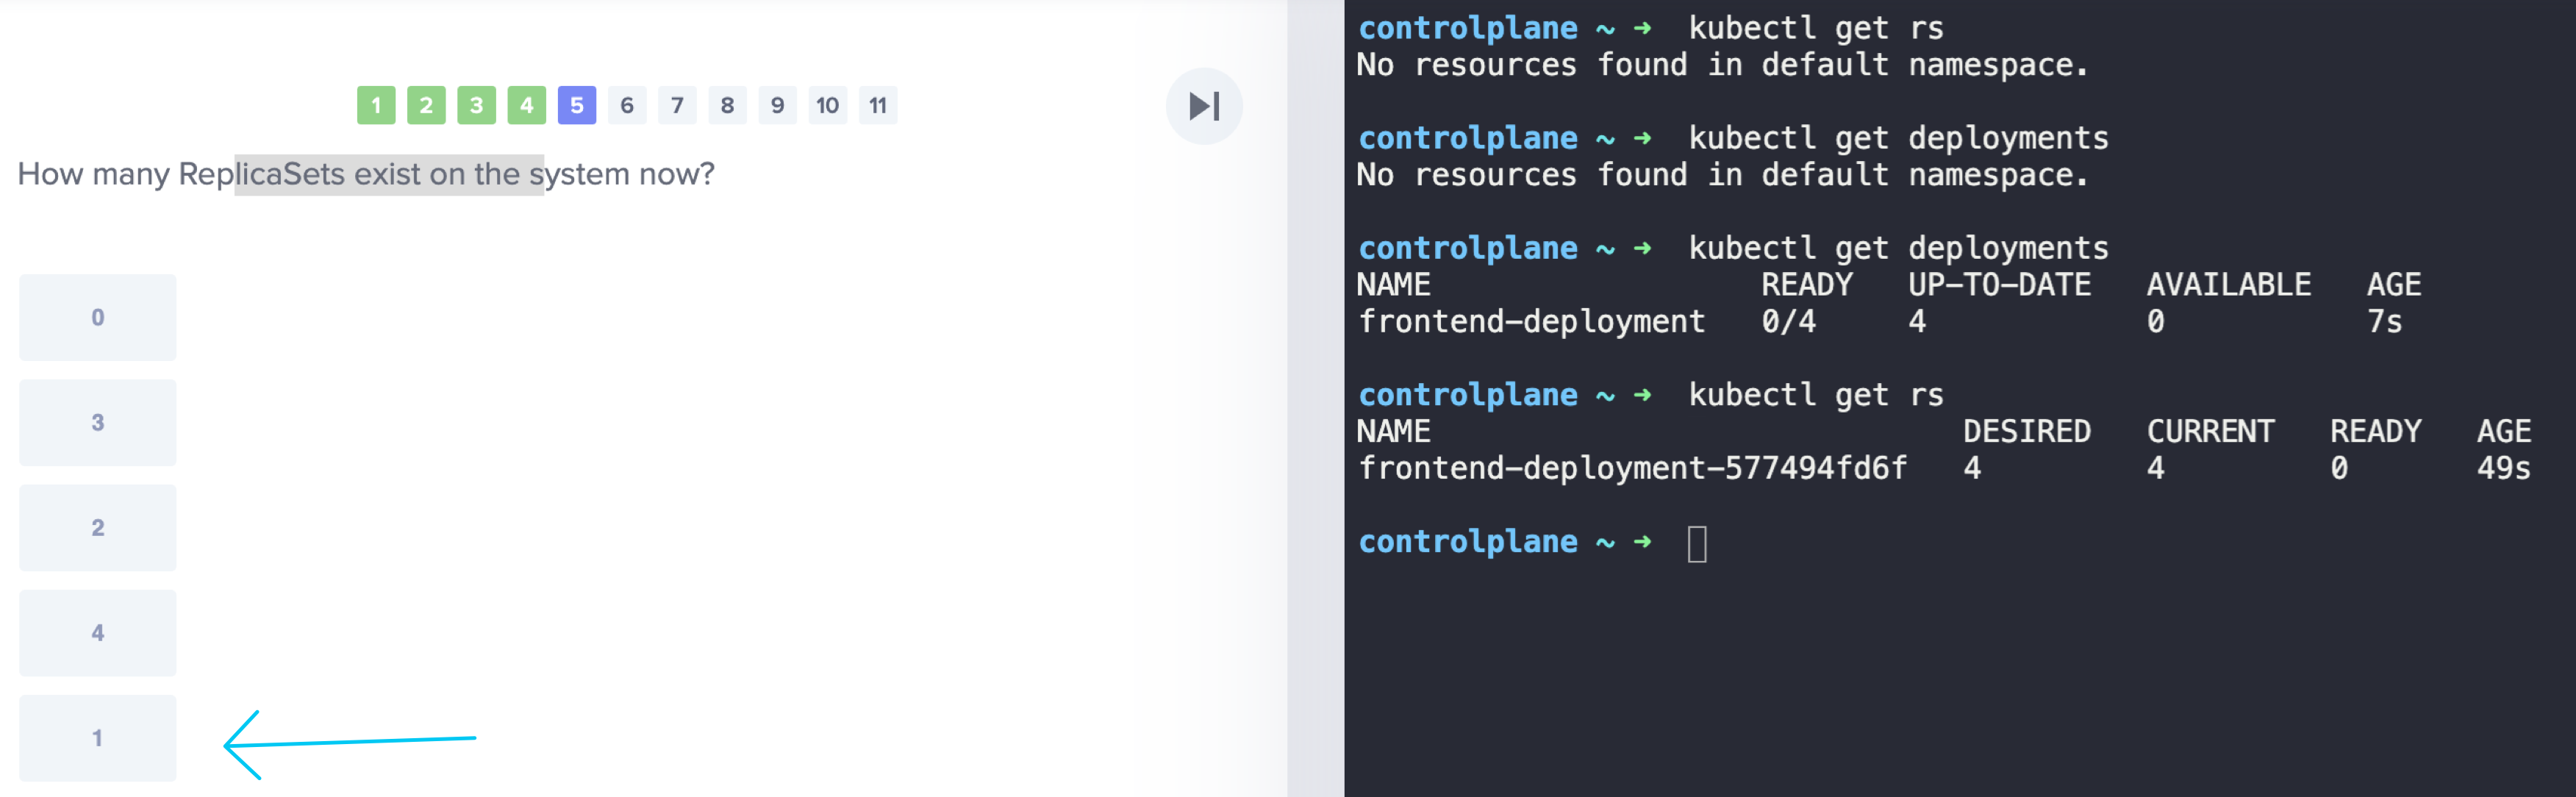 1 2 3 4 5 6 7 8 9 10 11
How many ReplicaSets exist on the system now?
0
3
2
4
1
controlplane ~ ➜  kubectl get rs
No resources found in default namespace.
controlplane ~ ➜  kubectl get deployments
No resources found in default namespace.
controlplane ~ ➜  kubectl get deployments
NAME                  READY   UP-TO-DATE   AVAILABLE   AGE
frontend-deployment   0/4     4            0           7s
controlplane ~ ➜  kubectl get rs
NAME                             DESIRED   CURRENT   READY   AGE
frontend-deployment-577494fd6f   4         4         0       49s
controlplane ~ ➜